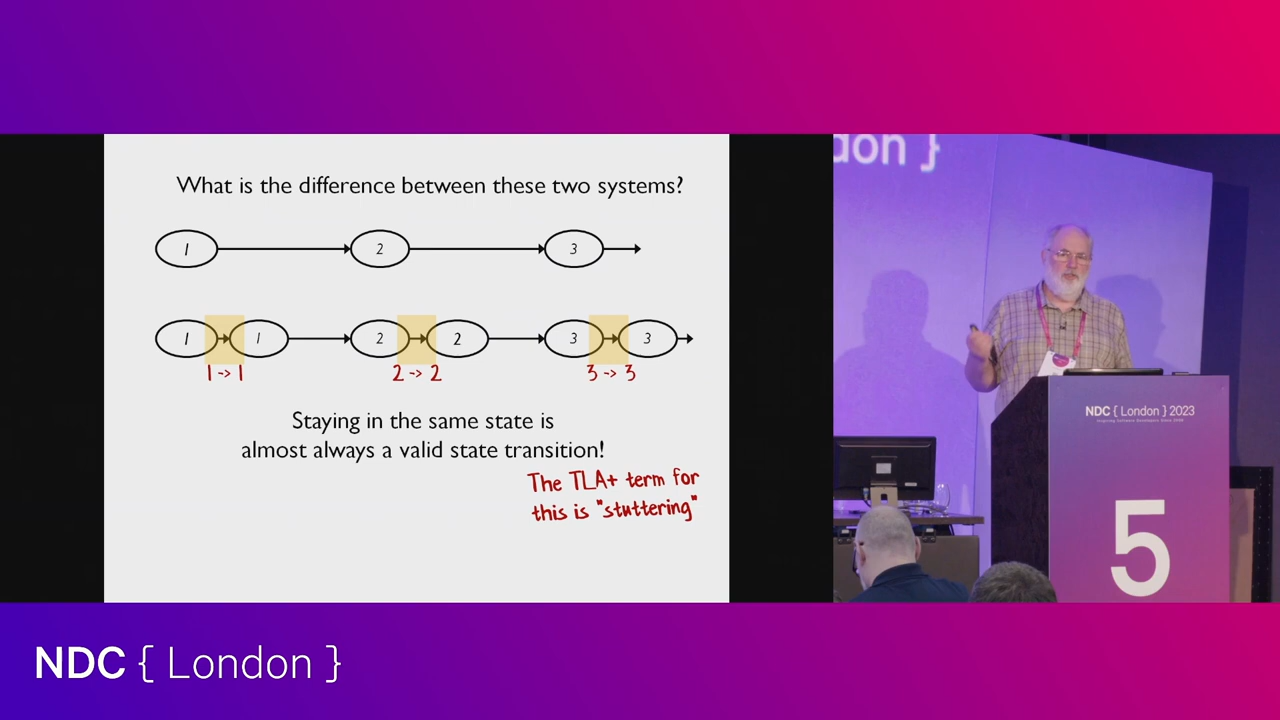 What is the difference between these two systems?
1
2
3
1
1
2
2
3
3
1 -> 1
2 -> 2
3 -> 3
Staying in the same state is
almost always a valid state transition!
The TLA+ term for
this is "stuttering"
don }
NDC { London } 2023
5
NDC { London }